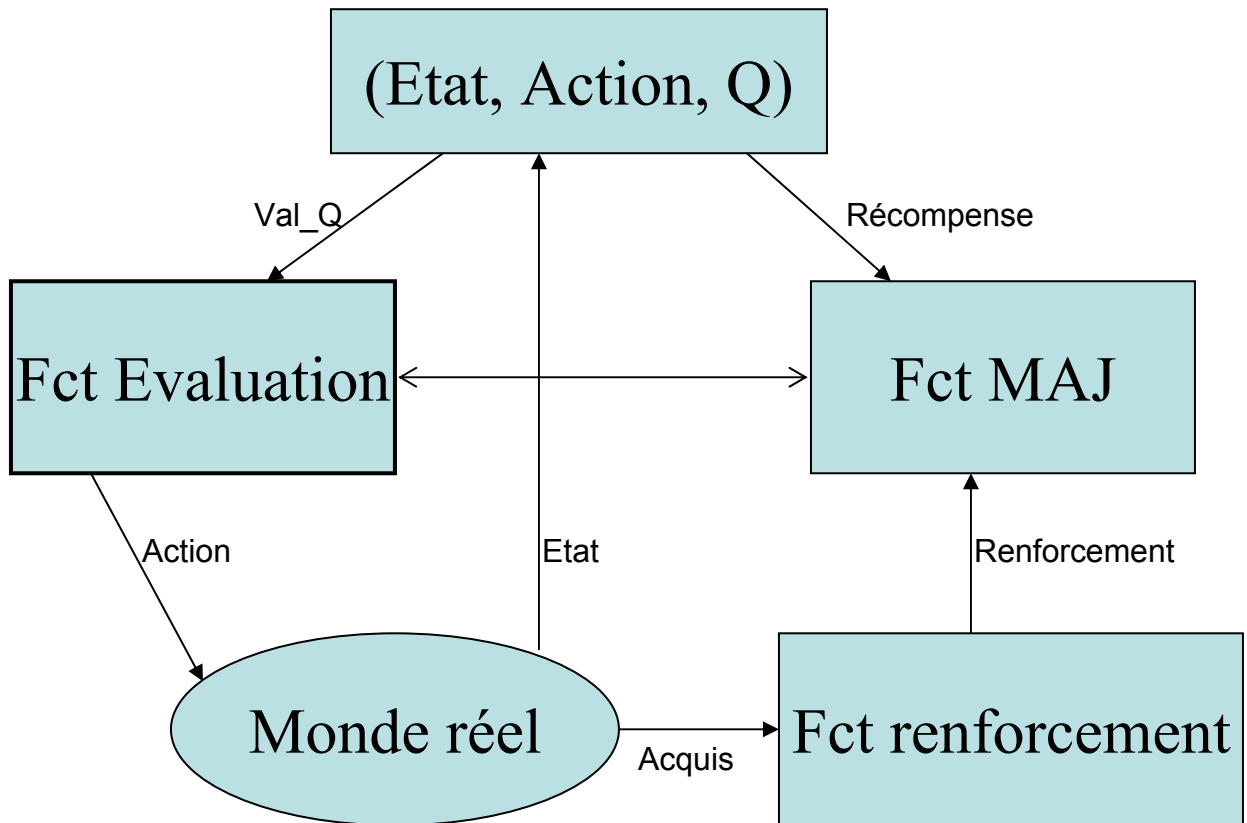 (Etat, Action, Q)
Val_Q
Récompense
Fct Evaluation
Fct MAJ
Action
Etat
Renforcement
Monde réel
Acquis
Fct renforcement